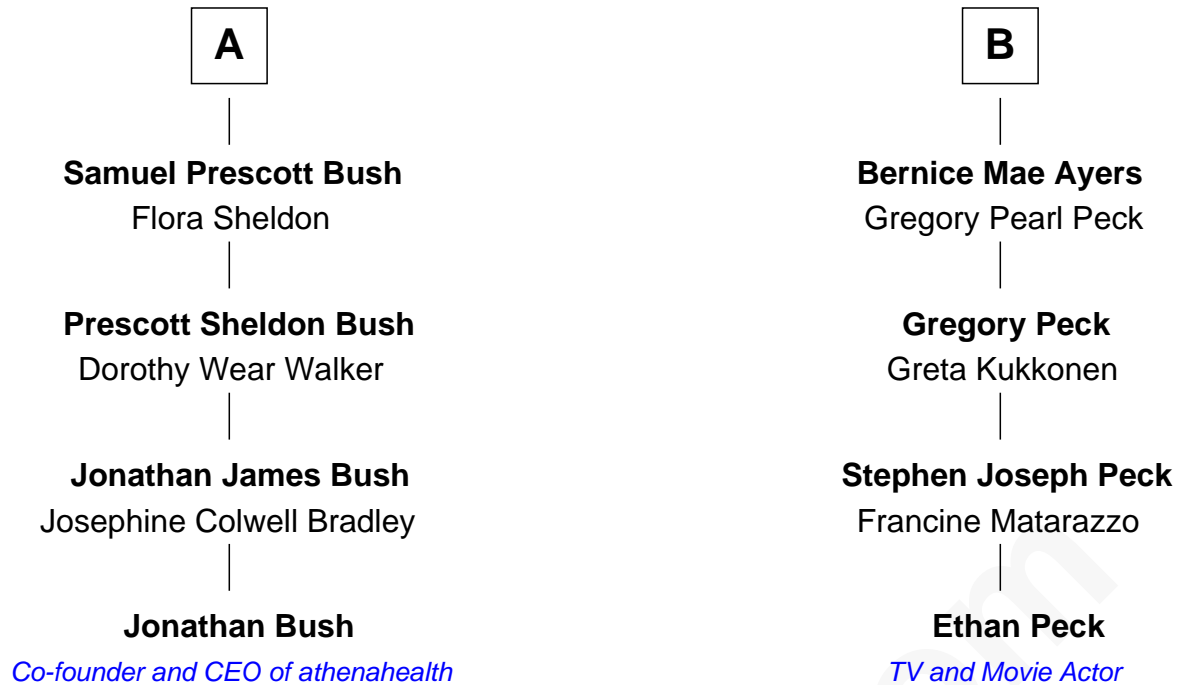 A
Samuel Prescott Bush
Flora Sheldon
Prescott Sheldon Bush
Dorothy Wear Walker
Jonathan James Bush
Josephine Colwell Bradley
Jonathan Bush
Co-founder and CEO of athenahealth
B
Bernice Mae Ayers
Gregory Pearl Peck
Gregory Peck
Greta Kukkonen
Stephen Joseph Peck
Francine Matarazzo
Ethan Peck
TV and Movie Actor